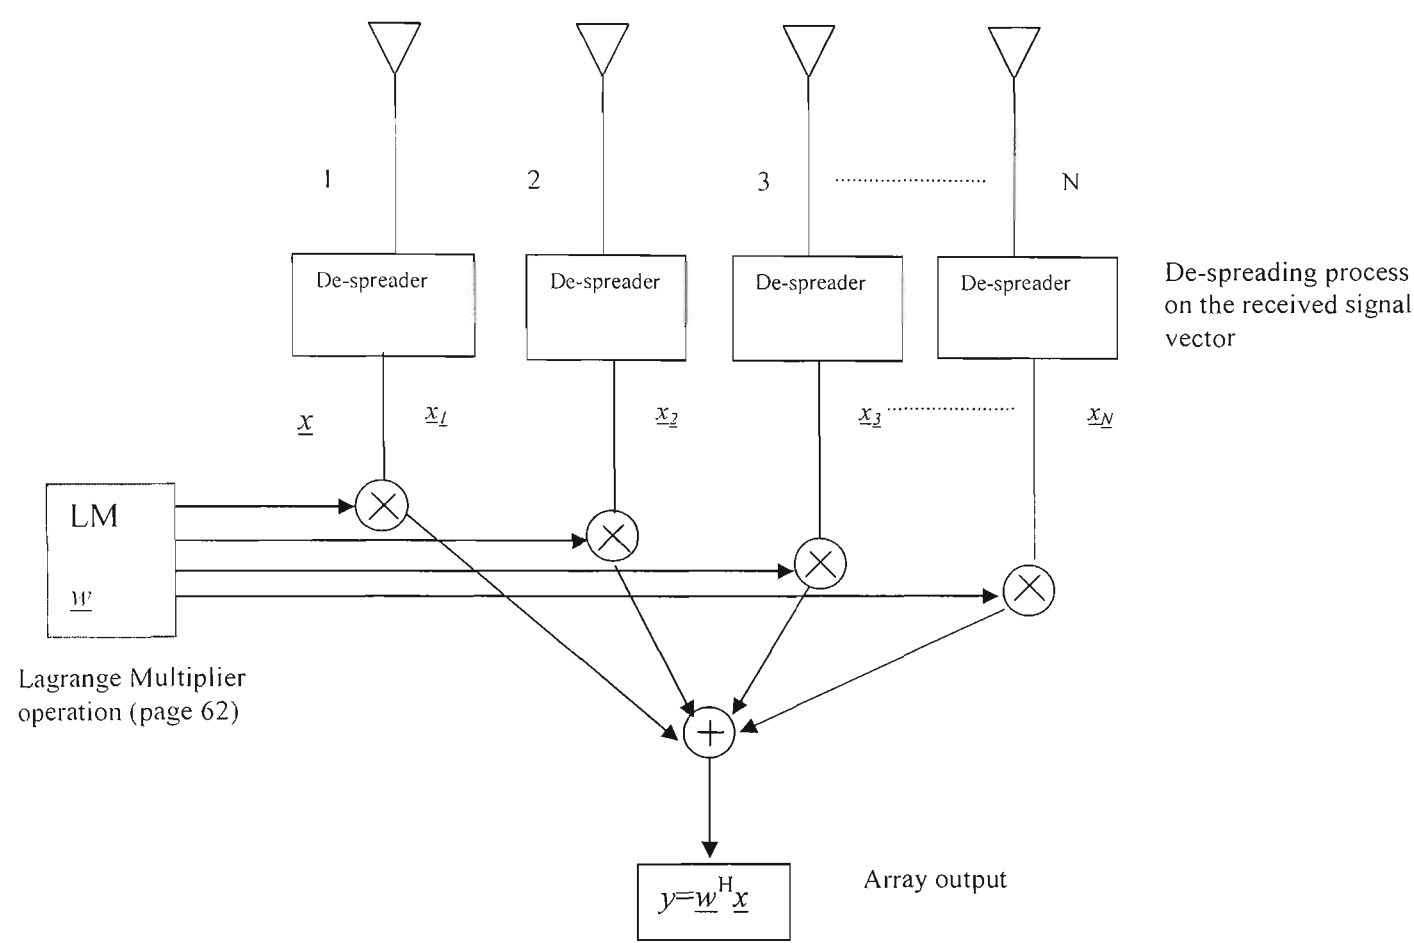 1 2 3 .................... N
De-spreader De-spreader De-spreader De-spreader
De-spreading process
on the received signal
vector
x x1 x2 x3 .................... xN
LM
w
Lagrange Multiplier
operation (page 62)
+
y=w^H x
Array output